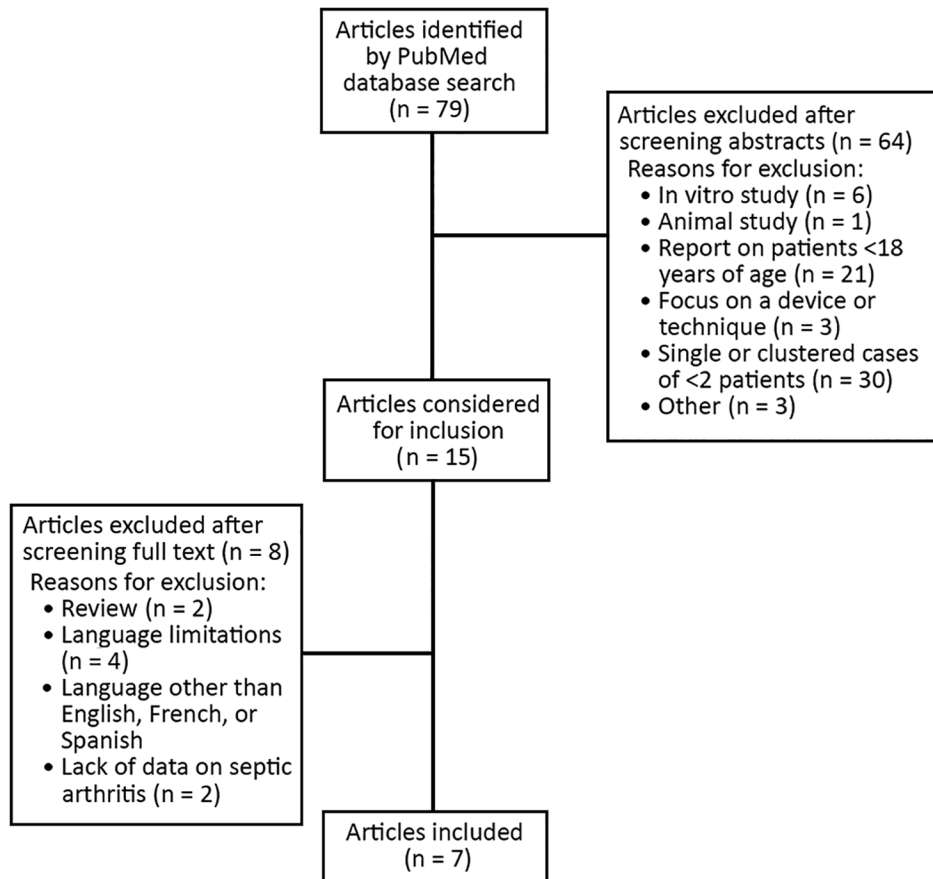 Articles identified
by PubMed
database search
(n = 79)
Articles excluded after
screening abstracts (n = 64)
Reasons for exclusion:
• In vitro study (n = 6)
• Animal study (n = 1)
• Report on patients <18
years of age (n = 21)
• Focus on a device or
technique (n = 3)
• Single or clustered cases
of <2 patients (n = 30)
• Other (n = 3)
Articles considered
for inclusion
(n = 15)
Articles excluded after
screening full text (n = 8)
Reasons for exclusion:
• Review (n = 2)
• Language limitations
(n = 4)
• Language other than
English, French, or
Spanish
• Lack of data on septic
arthritis (n = 2)
Articles included
(n = 7)